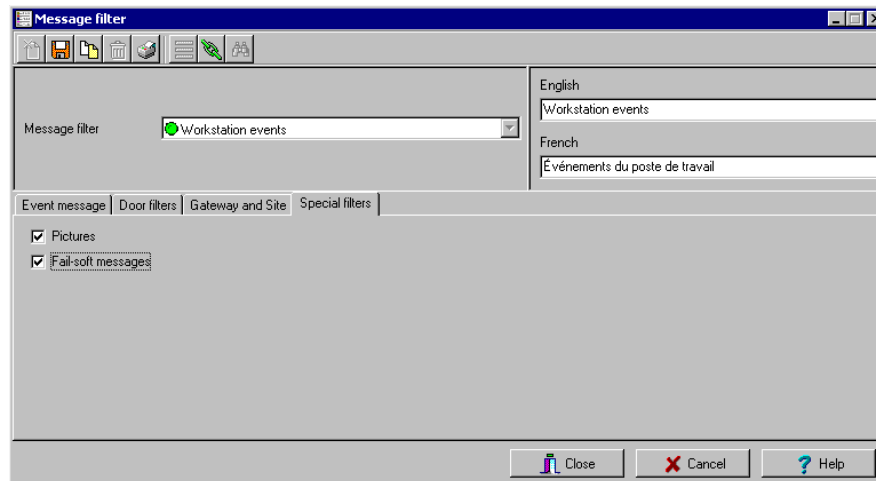 Message filter
English
Workstation events
Message filter
Workstation events
French
Événements du poste de travail
Event message
Door filters
Gateway and Site
Special filters
Pictures
Fail-soft messages
Close
Cancel
? Help